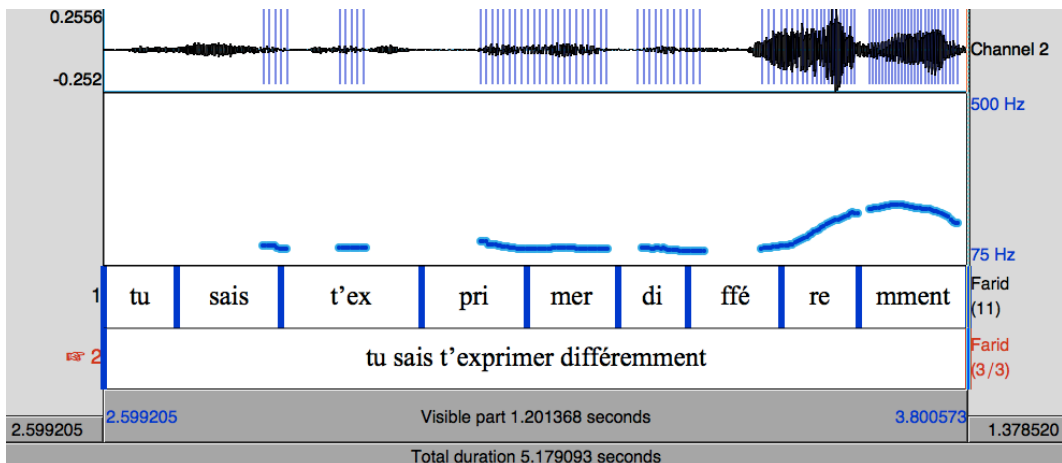 0.2556
-0.252
Channel 2
500 Hz
75 Hz
1 tu sais t'ex pri mer di ffé re mment Farid (11)
☞ 2 tu sais t'exprimer différemment Farid (3/3)
2.599205 Visible part 1.201368 seconds 3.800573
2.599205 1.378520
Total duration 5.179093 seconds